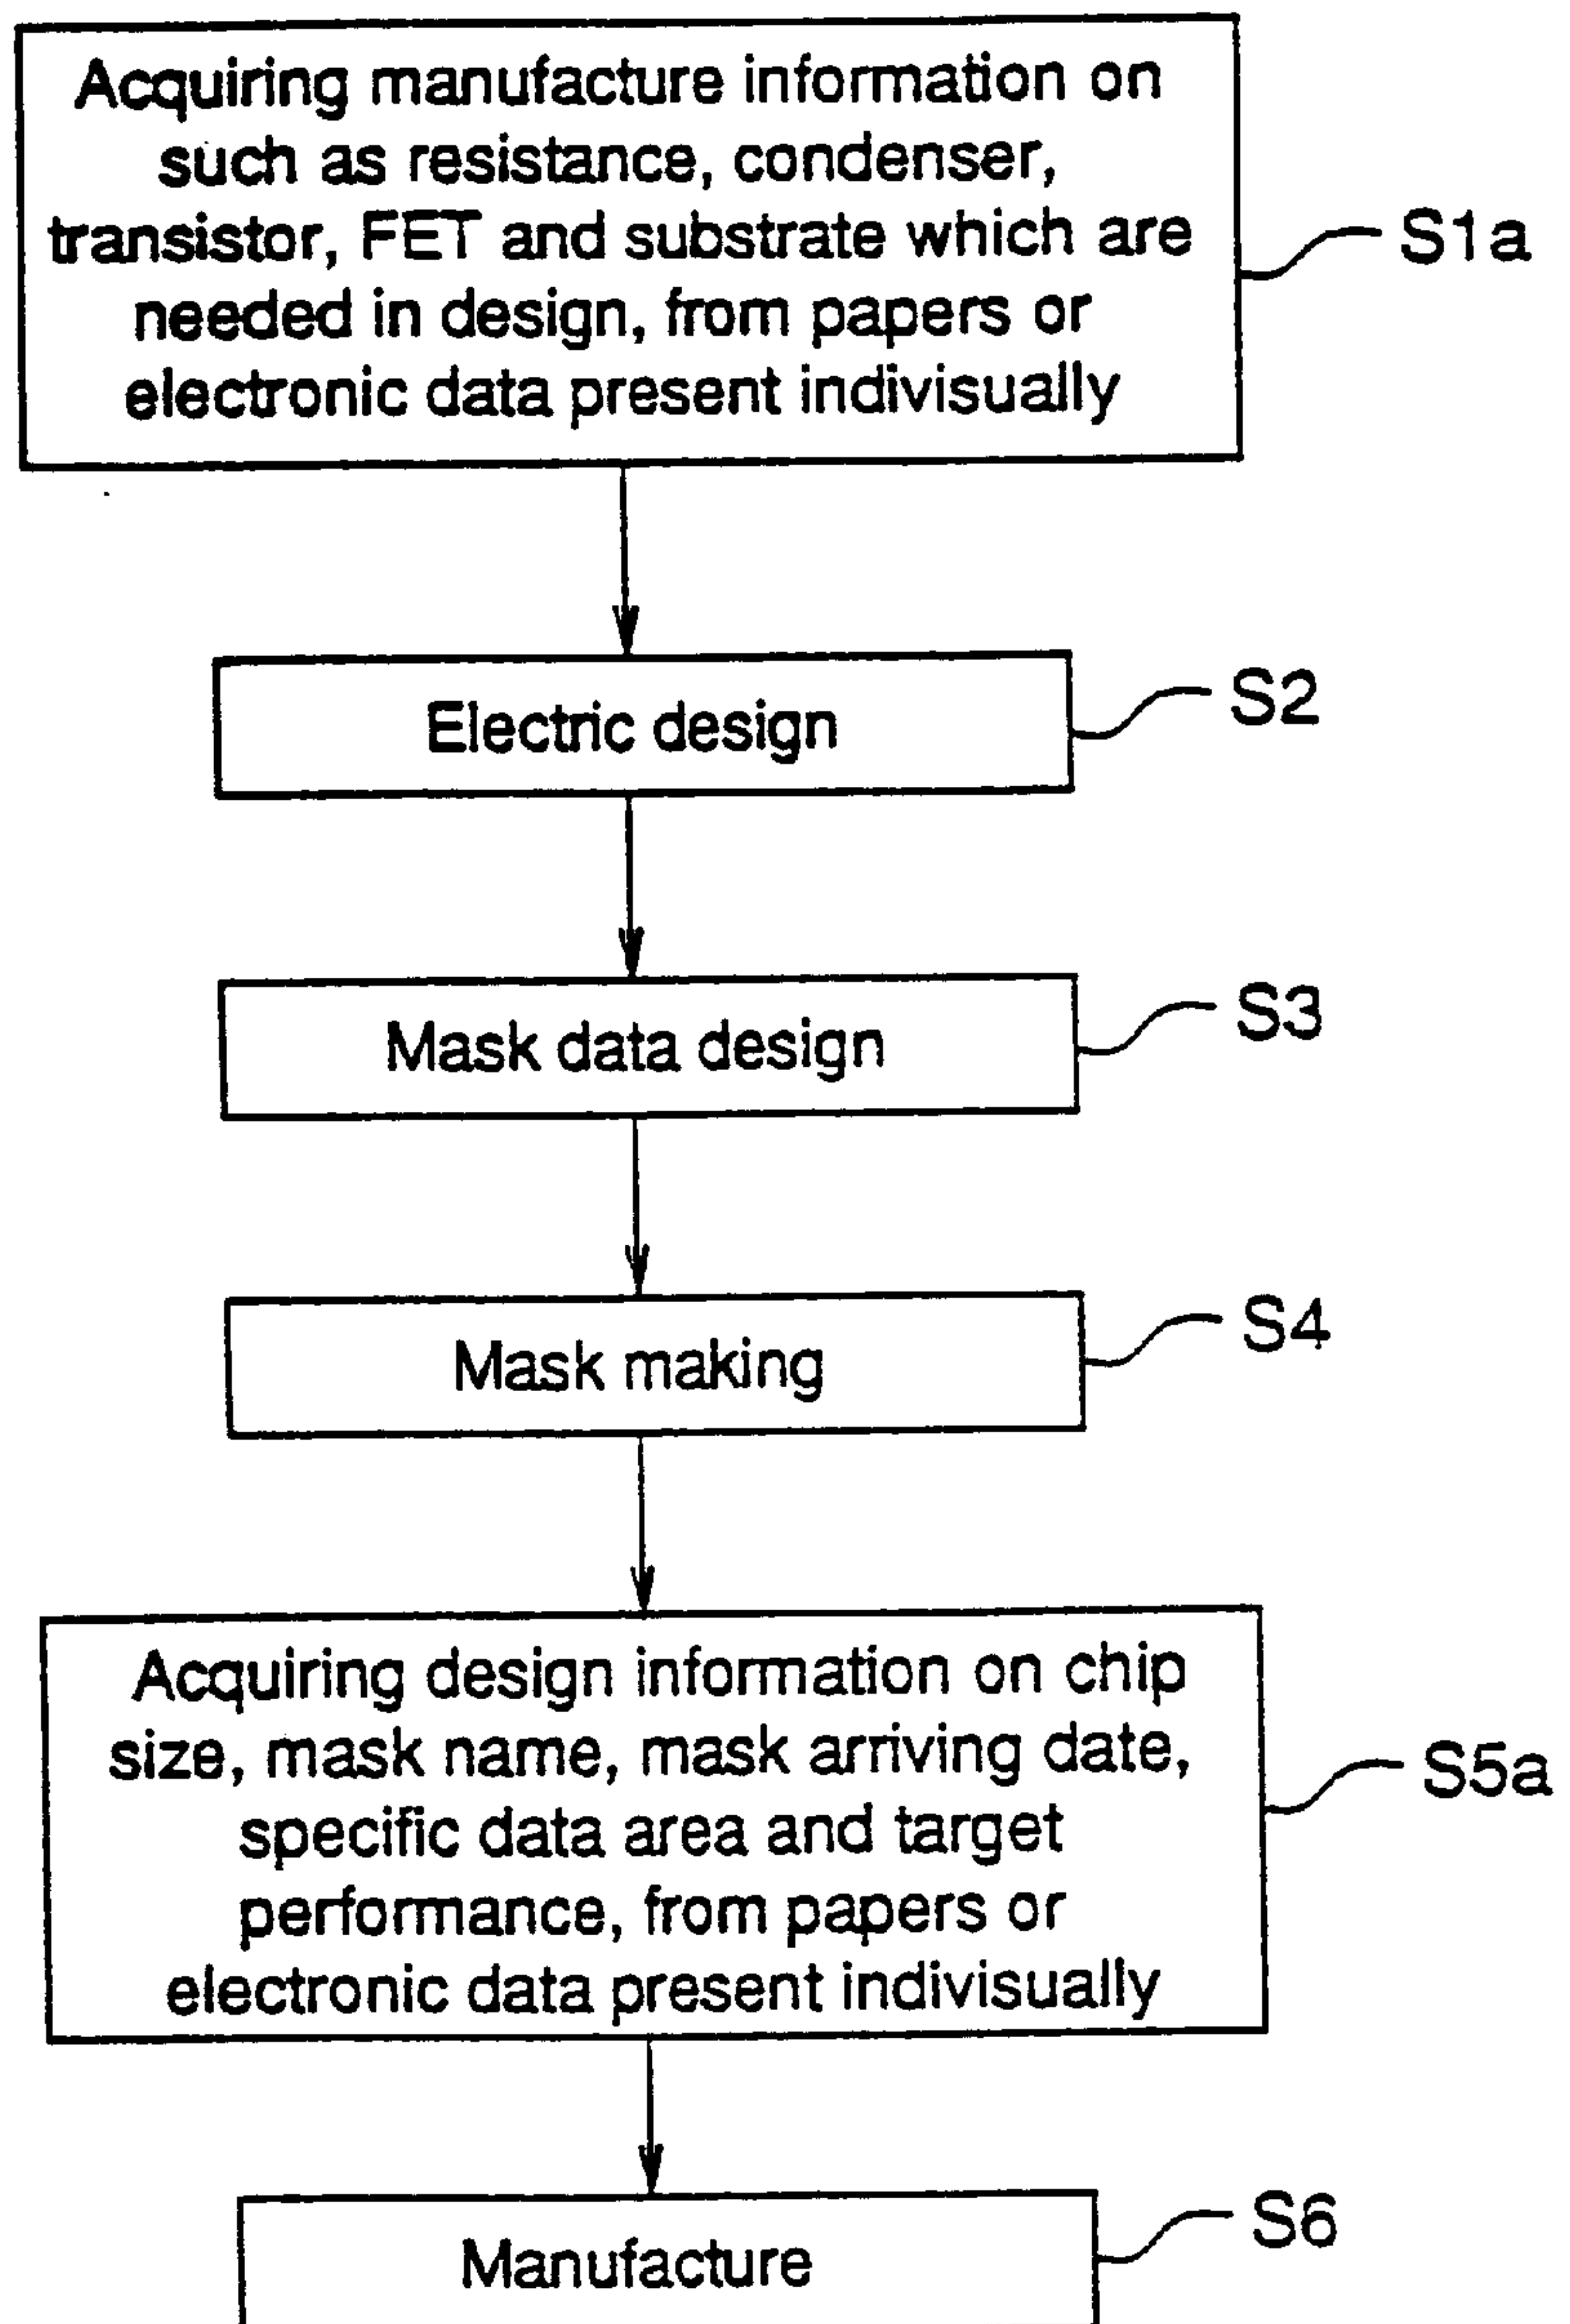 Acquiring manufacture information on
such as resistance, condenser,
transistor, FET and substrate which are
needed in design, from papers or
electronic data present indivisually
S1a
Electric design
S2
Mask data design
S3
Mask making
S4
Acquiring design information on chip
size, mask name, mask arriving date,
specific data area and target
performance, from papers or
electronic data present indivisually
S5a
Manufacture
S6